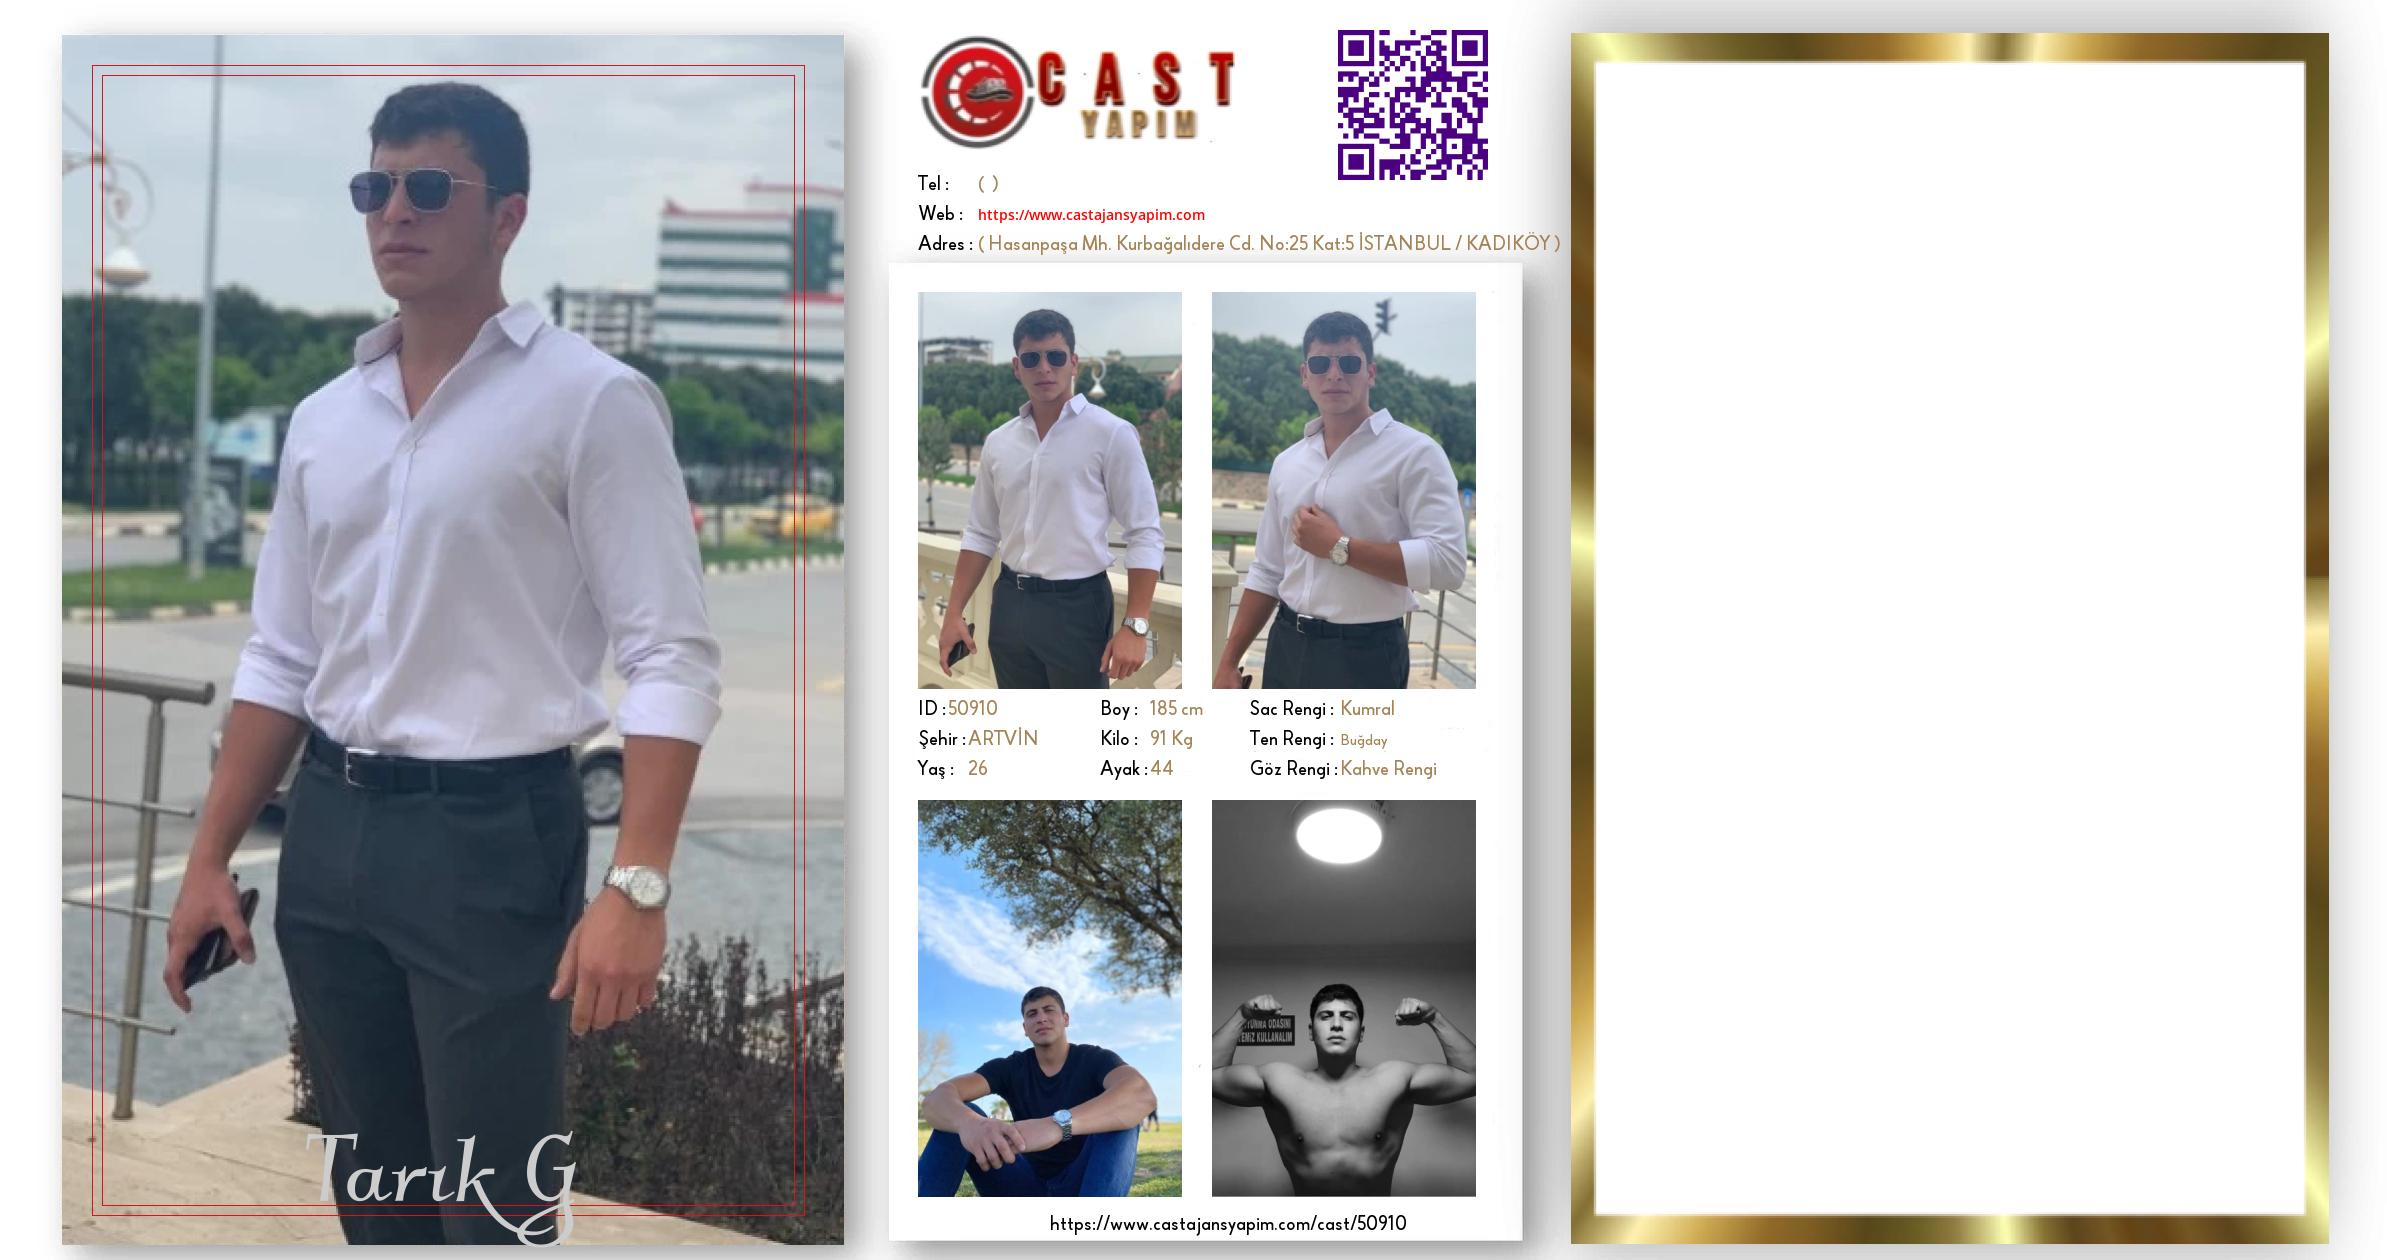 Tarık G
CAST
YAPIM
Tel : ( )
Web : https://www.castajansyapim.com
Adres : ( Hasanpaşa Mh. Kurbağalıdere Cd. No:25 Kat:5 İSTANBUL / KADIKÖY )
ID : 50910 Boy : 185 cm Sac Rengi : Kumral
Şehir : ARTVİN Kilo : 91 Kg Ten Rengi : Buğday
Yaş : 26 Ayak : 44 Göz Rengi : Kahve Rengi
ODASINI
KULLANALIM
https://www.castajansyapim.com/cast/50910